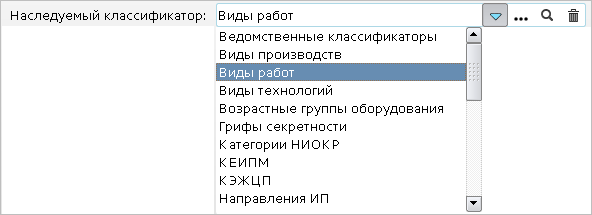 Наследуемый классификатор: Виды работ
Ведомственные классификаторы
Виды производств
Виды работ
Виды технологий
Возрастные группы оборудования
Грифы секретности
Категории НИОКР
КЕИПМ
КЭЖЦП
Направления ИП